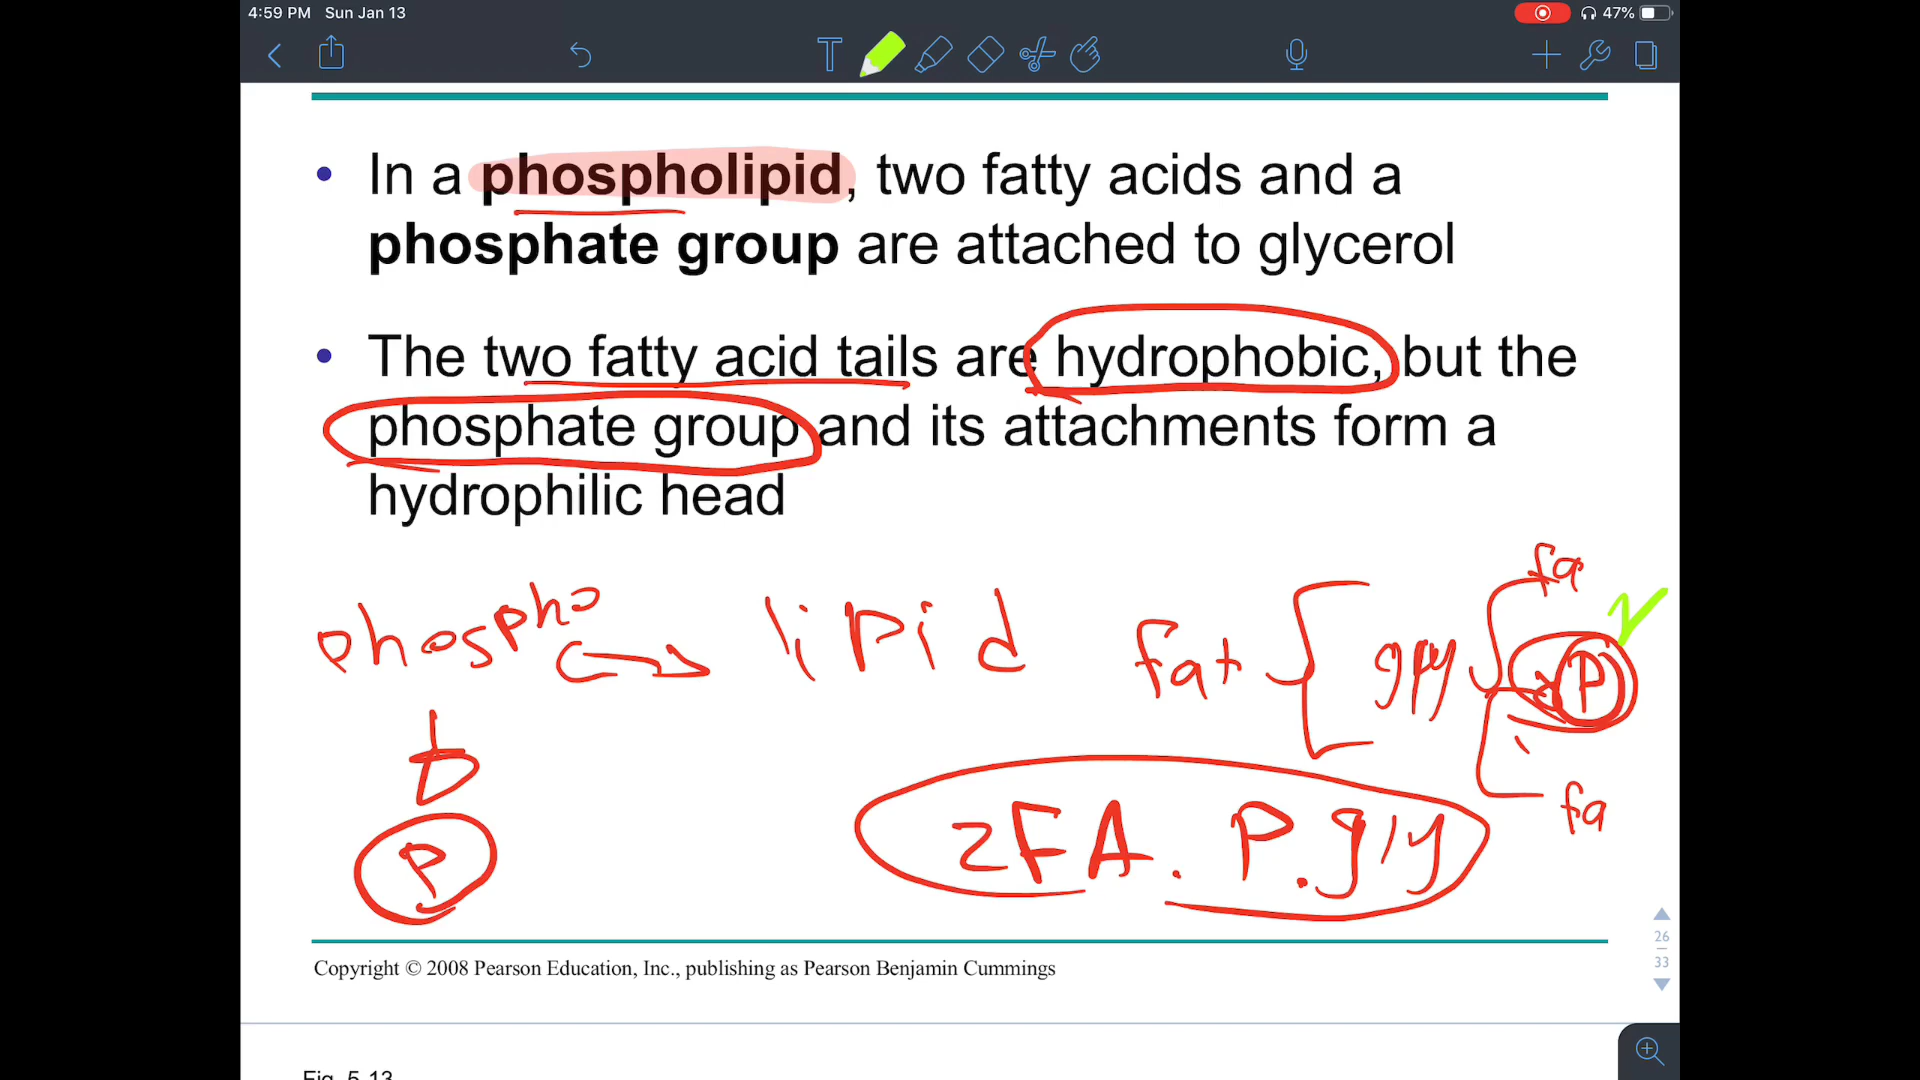 4:59 PM Sun Jan 13
47%
T
• In a phospholipid, two fatty acids and a
phosphate group are attached to glycerol
• The two fatty acid tails are hydrophobic, but the
phosphate group and its attachments form a
hydrophilic head
phospho lipid fat
fa
P
fa
P
2FA. P. gly
26
33
Copyright © 2008 Pearson Education, Inc., publishing as Pearson Benjamin Cummings
Fig. 5-13